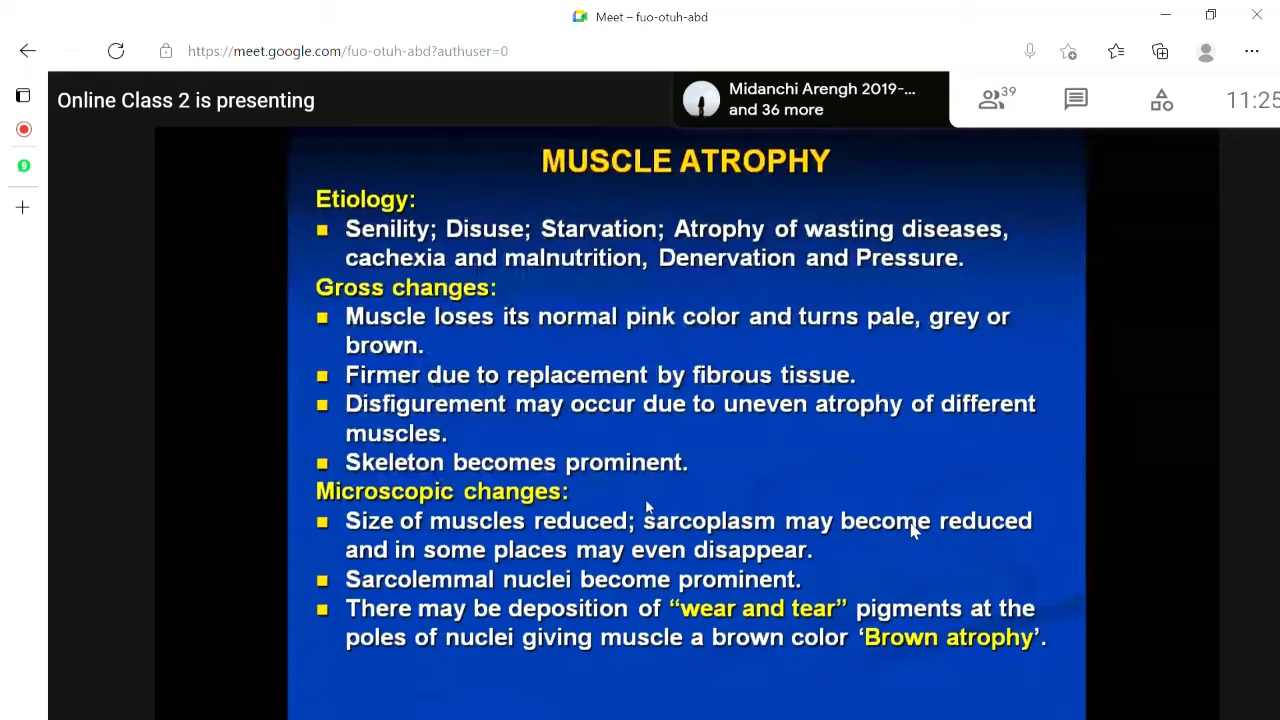 Meet – fuo-otuh-abd
https://meet.google.com/fuo-otuh-abd?authuser=0
Online Class 2 is presenting
Midanchi Arengh 2019-...
and 36 more
39
11:25
9
MUSCLE ATROPHY
Etiology:
Senility; Disuse; Starvation; Atrophy of wasting diseases,
cachexia and malnutrition, Denervation and Pressure.
Gross changes:
Muscle loses its normal pink color and turns pale, grey or
brown.
Firmer due to replacement by fibrous tissue.
Disfigurement may occur due to uneven atrophy of different
muscles.
Skeleton becomes prominent.
Microscopic changes:
Size of muscles reduced; sarcoplasm may become reduced
and in some places may even disappear.
Sarcolemmal nuclei become prominent.
There may be deposition of “wear and tear” pigments at the
poles of nuclei giving muscle a brown color ‘Brown atrophy’.